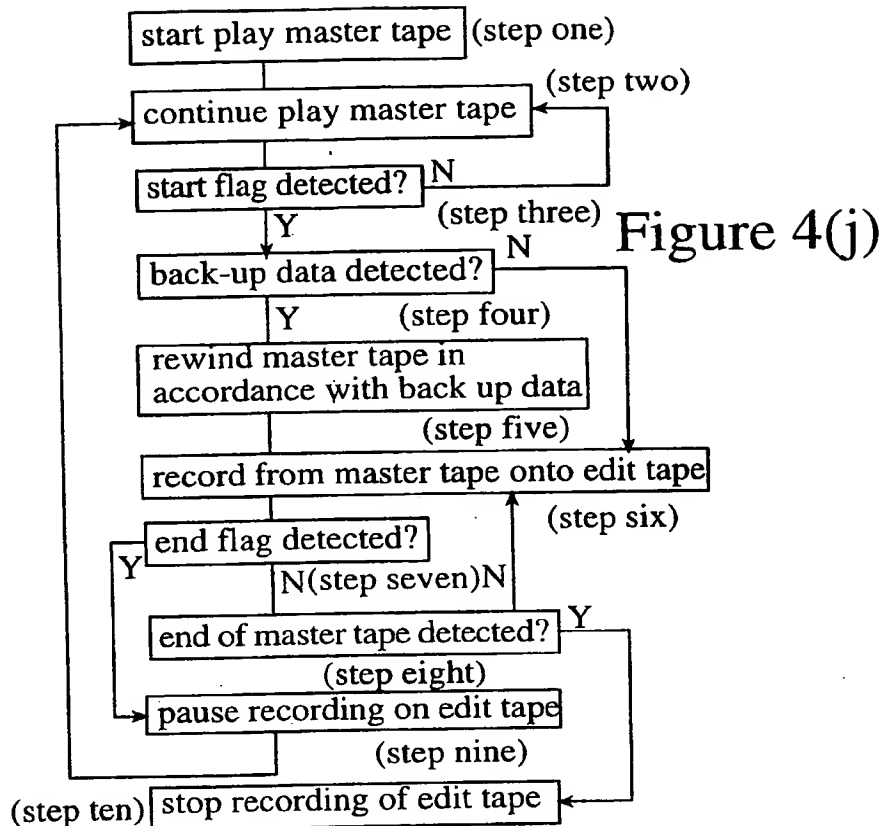 start play master tape (step one)
(step two)
continue play master tape
start flag detected? N
(step three)
Y
Figure 4(j)
N
back-up data detected?
Y (step four)
rewind master tape in
accordance with back up data
(step five)
record from master tape onto edit tape
(step six)
end flag detected?
Y
N(step seven)N
end of master tape detected? Y
(step eight)
pause recording on edit tape
(step nine)
(step ten) stop recording of edit tape